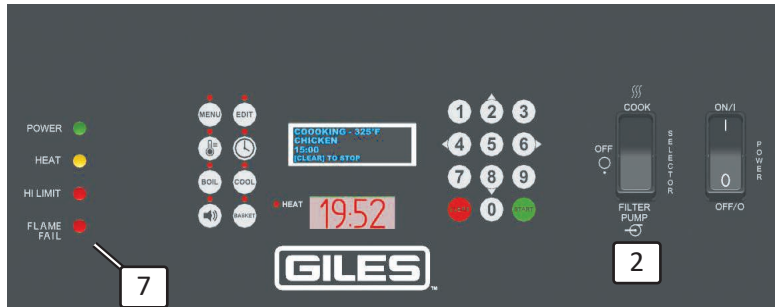 POWER
HEAT
HI LIMIT
FLAME
FAIL
7
MENU
EDIT
BOIL
COOL
BASKET
COOOKING - 325°F
CHICKEN
15:00
[CLEAR] TO STOP
HEAT
19:52
GILES™
1 2 3
4 5 6
7 8 9
0
START
COOK
OFF
SELECTOR
FILTER
PUMP
2
ON/I
I
0
POWER
OFF/O